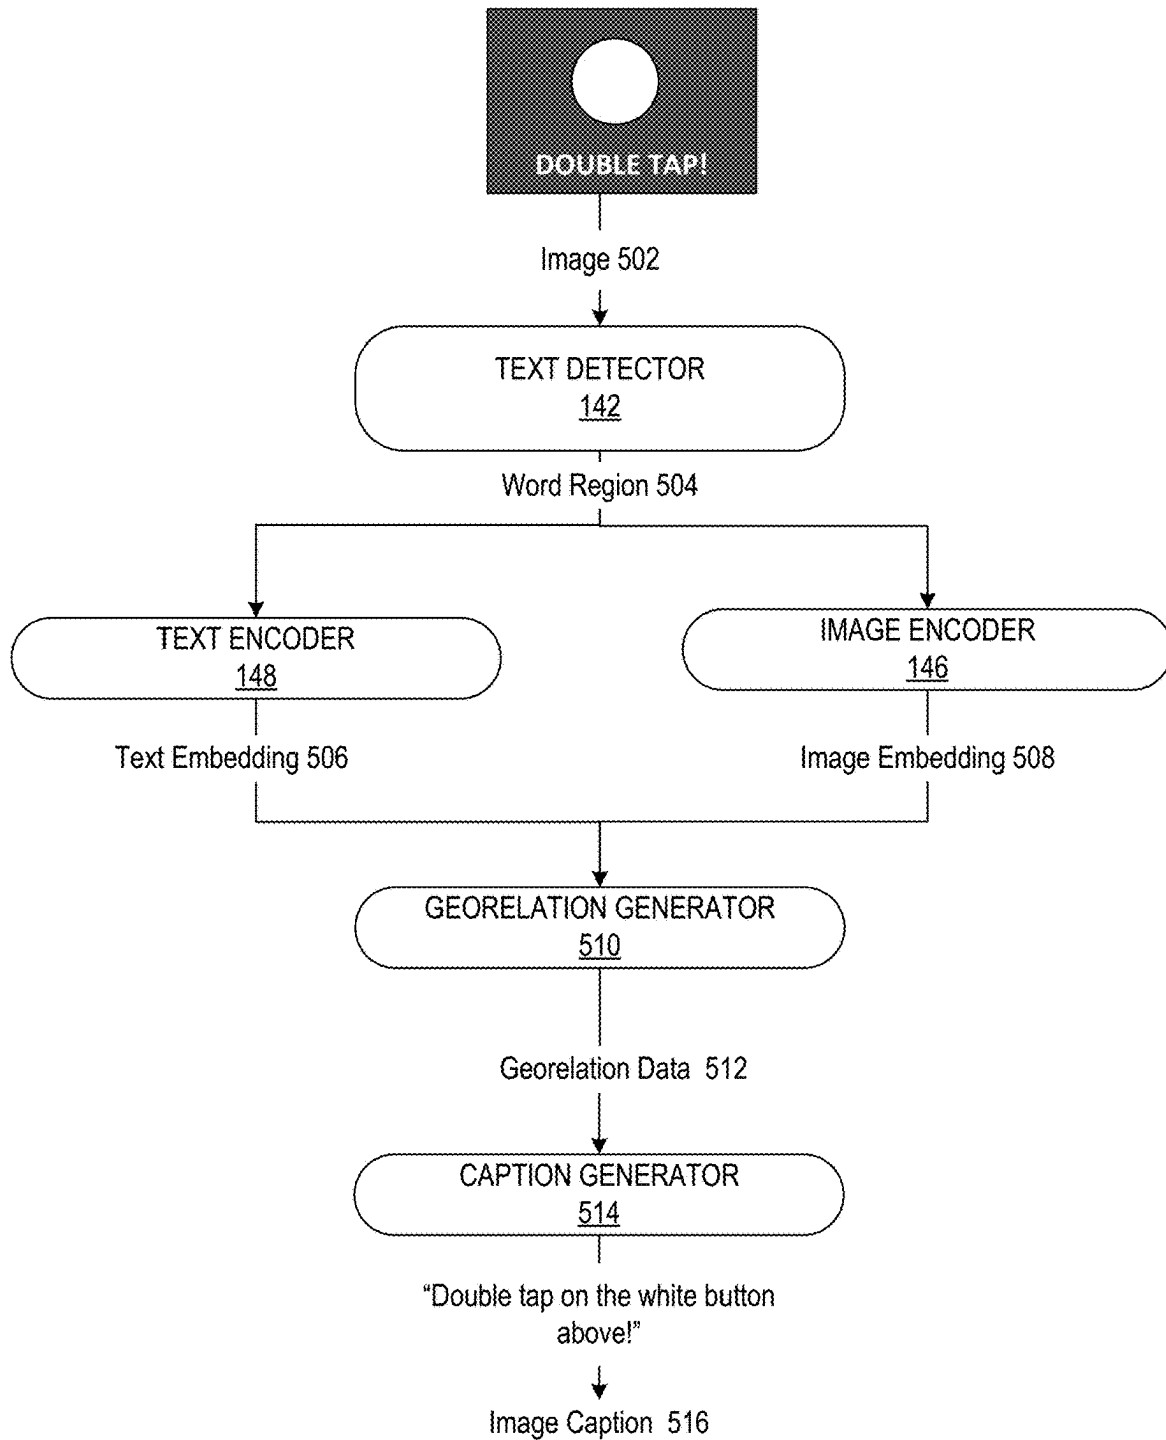 DOUBLE TAP!
Image 502
TEXT DETECTOR
142
Word Region 504
TEXT ENCODER
148
IMAGE ENCODER
146
Text Embedding 506
Image Embedding 508
GEORELATION GENERATOR
510
Georelation Data 512
CAPTION GENERATOR
514
“Double tap on the white button
above!”
Image Caption 516